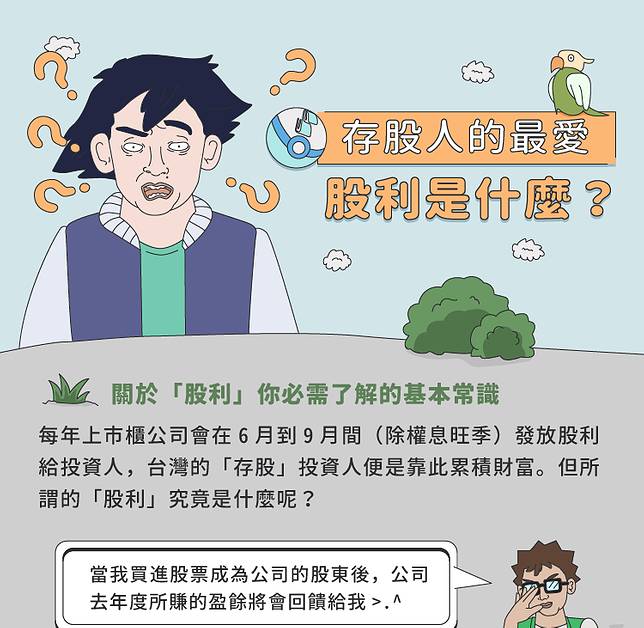 存股人的最愛
股利是什麼？
關於「股利」你必需了解的基本常識
每年上市櫃公司會在 6 月到 9 月間（除權息旺季）發放股利
給投資人，台灣的「存股」投資人便是靠此累積財富。但所
謂的「股利」究竟是什麼呢？
當我買進股票成為公司的股東後，公司
去年度所賺的盈餘將會回饋給我 >.^